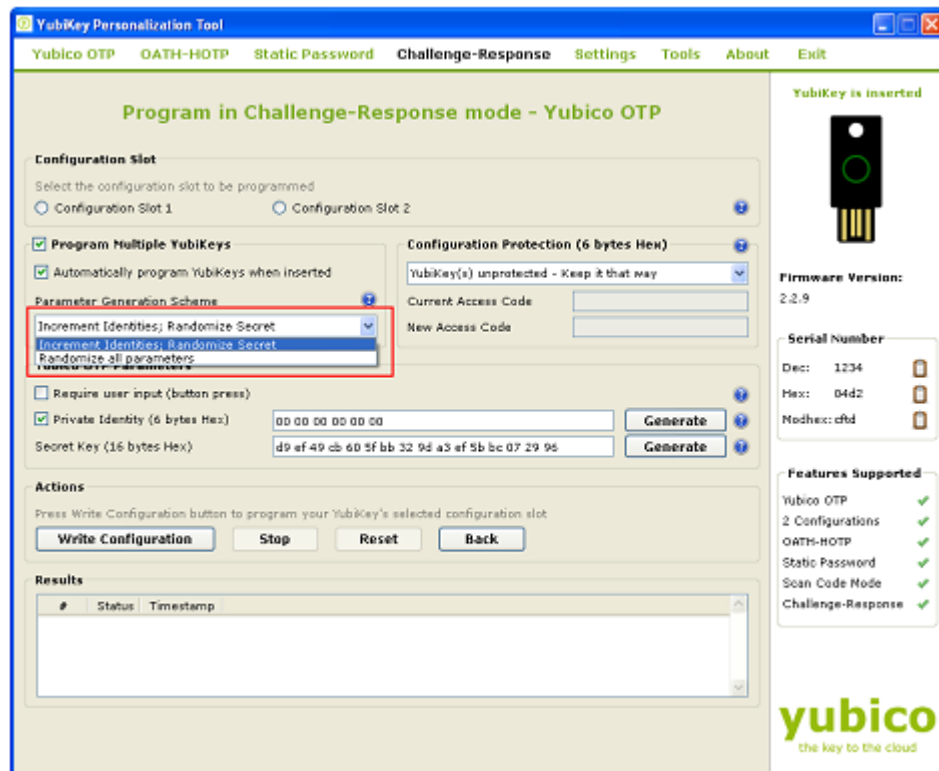 YubiKey Personalization Tool
Yubico OTP OATH-HOTP Static Password Challenge-Response Settings Tools About Exit
Program in Challenge-Response mode - Yubico OTP
Configuration Slot
Select the configuration slot to be programmed
Configuration Slot 1 Configuration Slot 2
Program Multiple YubiKeys
Automatically program YubiKeys when inserted
Parameter Generation Scheme
Increment Identities; Randomize Secret
Increment Identities; Randomize Secret
Randomize all parameters
Configuration Protection (6 bytes Hex)
YubiKey(s) unprotected - Keep it that way
Current Access Code
New Access Code
Yubico OTP Parameters
Require user input (button press)
Private Identity (6 bytes Hex) 00 00 00 00 00 00 Generate
Secret Key (16 bytes Hex) d9 ef 49 cb 60 5f bb 32 9d a3 ef 5b bc 07 29 96 Generate
Actions
Press Write Configuration button to program your YubiKey's selected configuration slot
Write Configuration Stop Reset Back
Results
# Status Timestamp
YubiKey is inserted
Firmware Version:
2.2.9
Serial Number
Dec: 1234
Hex: 04d2
Modhex: cftd
Features Supported
Yubico OTP
2 Configurations
OATH-HOTP
Static Password
Scan Code Mode
Challenge-Response
yubico
the key to the cloud